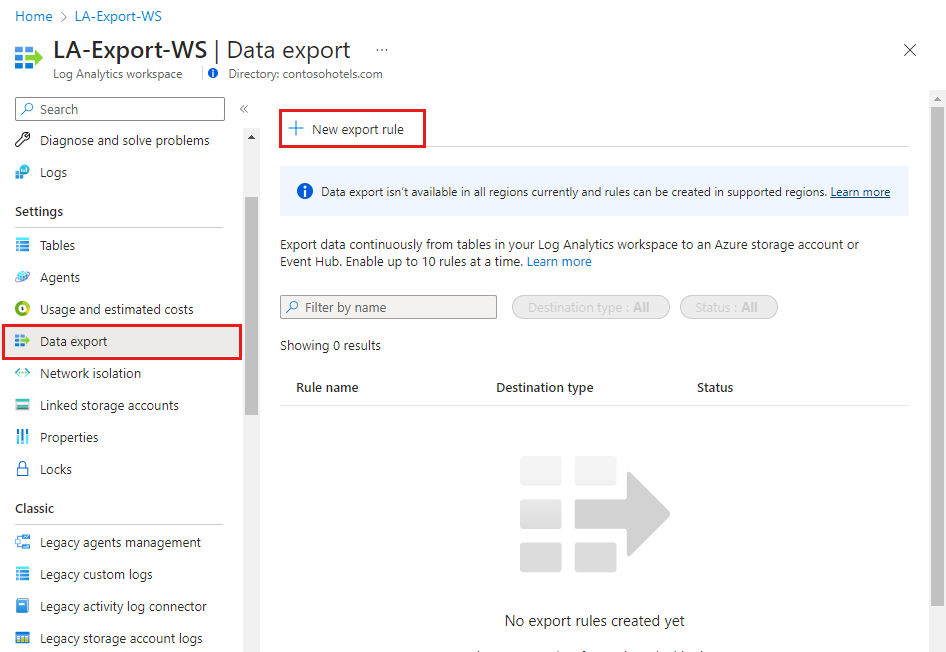 Home > LA-Export-WS
LA-Export-WS | Data export ...
Log Analytics workspace
Directory: contosohotels.com
Search
«
Diagnose and solve problems
Logs
Settings
Tables
Agents
Usage and estimated costs
Data export
Network isolation
Linked storage accounts
Properties
Locks
Classic
Legacy agents management
Legacy custom logs
Legacy activity log connector
Legacy storage account logs
New export rule
Data export isn't available in all regions currently and rules can be created in supported regions. Learn more
Export data continuously from tables in your Log Analytics workspace to an Azure storage account or
Event Hub. Enable up to 10 rules at a time. Learn more
Filter by name
Destination type : All
Status : All
Showing 0 results
Rule name
Destination type
Status
No export rules created yet